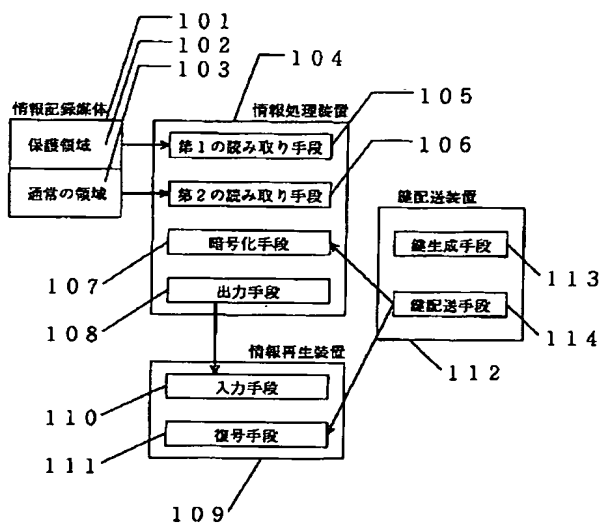 101
102
103
104
情報記録媒体
情報処理装置
105
保護領域
第1の読み取り手段
106
通常の領域
第2の読み取り手段
鍵配送装置
暗号化手段
鍵生成手段
107
113
出力手段
鍵配送手段
108
114
情報再生装置
112
入力手段
110
復号手段
111
109